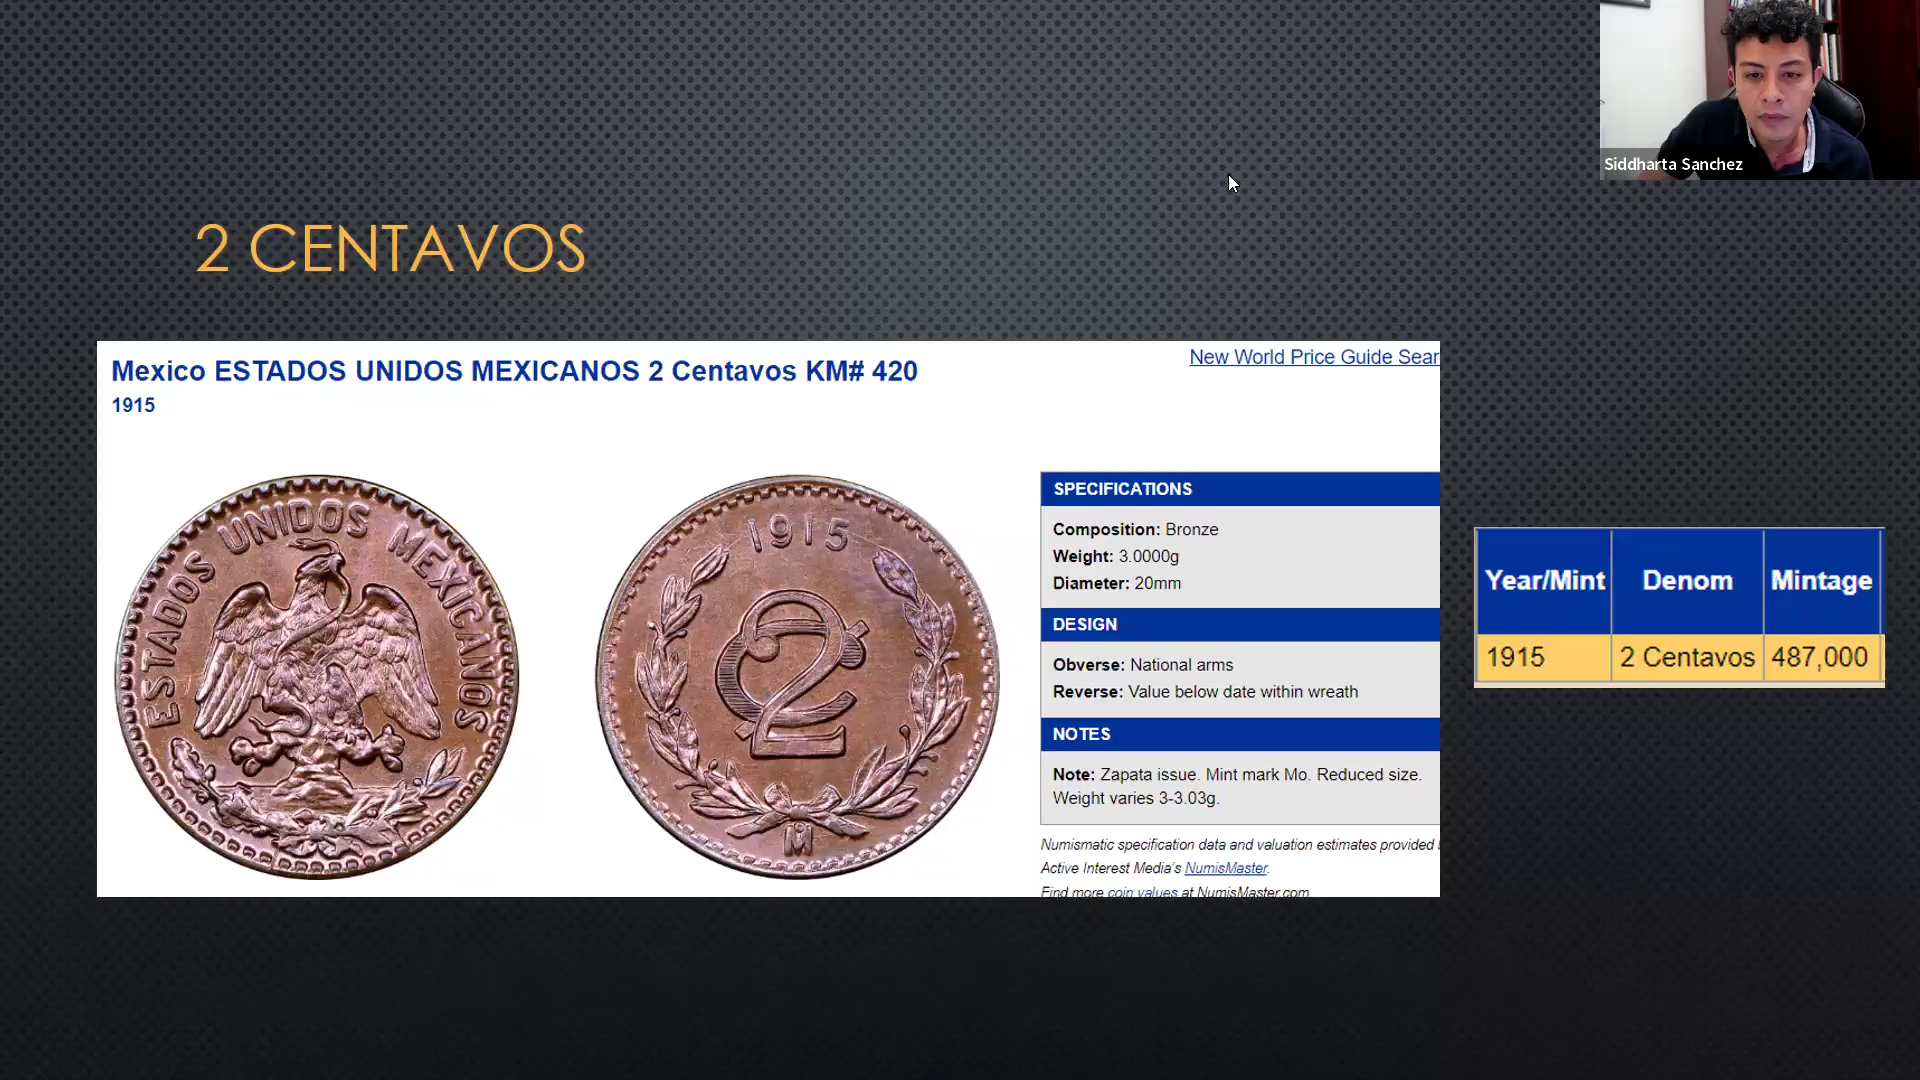 Siddharta Sanchez
2 CENTAVOS
Mexico ESTADOS UNIDOS MEXICANOS 2 Centavos KM# 420
1915
New World Price Guide Sear
ESTADOS UNIDOS MEXICANOS
1915
2
M
SPECIFICATIONS
Composition: Bronze
Weight: 3.0000g
Diameter: 20mm
DESIGN
Obverse: National arms
Reverse: Value below date within wreath
NOTES
Note: Zapata issue. Mint mark Mo. Reduced size.
Weight varies 3-3.03g.
Numismatic specification data and valuation estimates provided
Active Interest Media's NumisMaster.
Find more coin values at NumisMaster.com
Year/Mint Denom Mintage
1915 2 Centavos 487,000